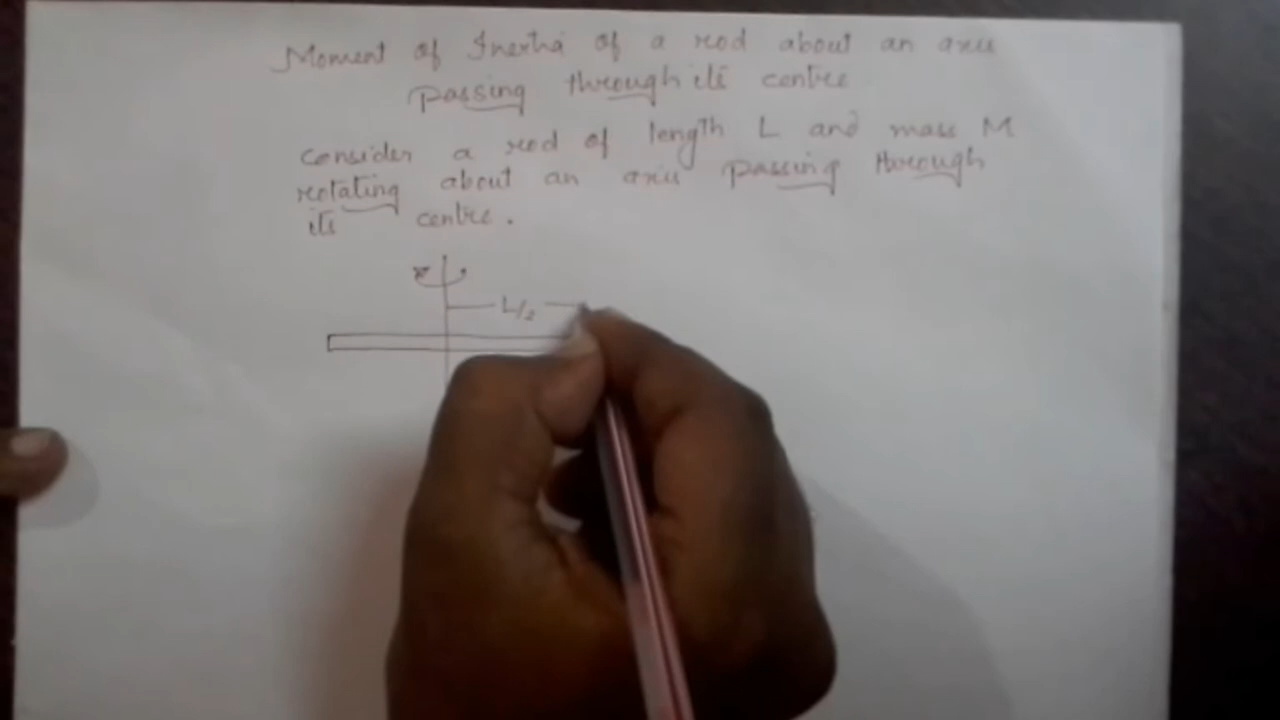 Moment of Inertia of a rod about an axis
passing through its centre
consider a rod of length L and mass M
rotating about an axis passing through
its centre.
L/2